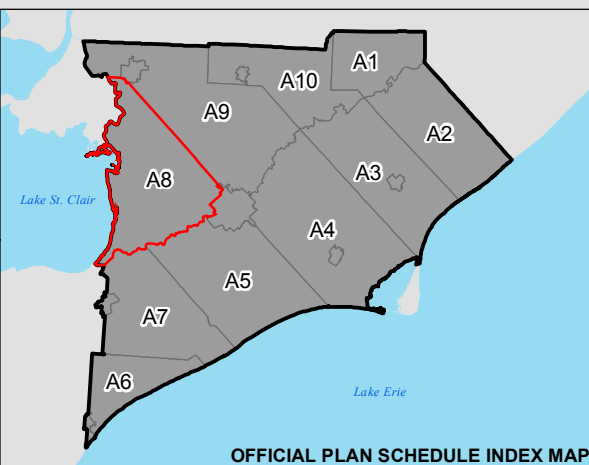 A1
A10
A9
A2
A3
A8
Lake St. Clair
A4
A5
A7
A6
Lake Erie
OFFICIAL PLAN SCHEDULE INDEX MAP